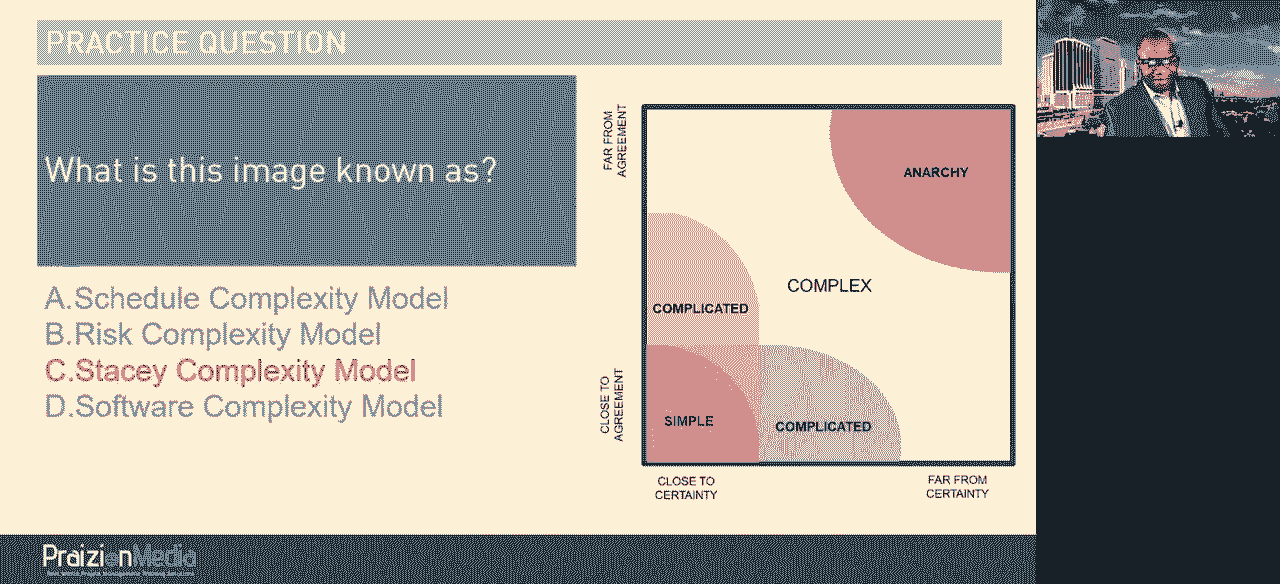 PRACTICE QUESTION
What is this image known as?
A.Schedule Complexity Model
B.Risk Complexity Model
C.Stacey Complexity Model
D.Software Complexity Model
FAR FROM
AGREEMENT
CLOSE TO
AGREEMENT
ANARCHY
COMPLEX
COMPLICATED
SIMPLE
COMPLICATED
CLOSE TO
CERTAINTY
FAR FROM
CERTAINTY
PraizionMedia